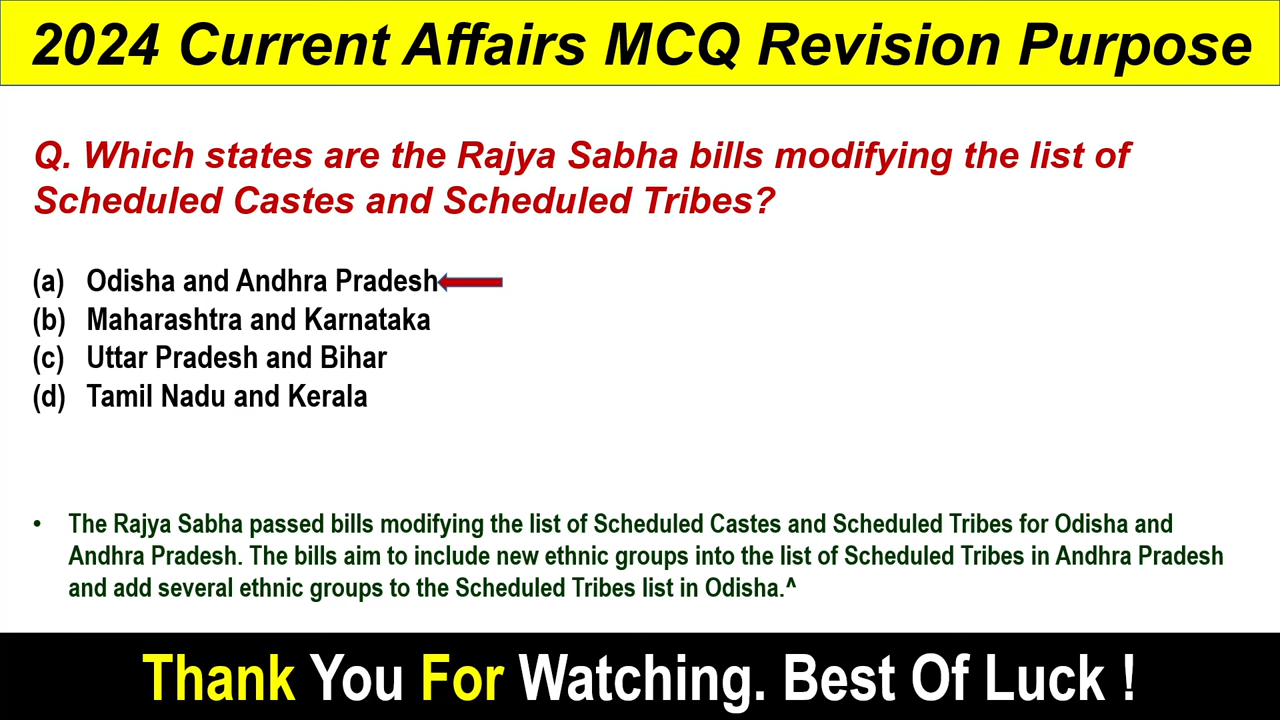 2024 Current Affairs MCQ Revision Purpose
Q. Which states are the Rajya Sabha bills modifying the list of
Scheduled Castes and Scheduled Tribes?
(a) Odisha and Andhra Pradesh
(b) Maharashtra and Karnataka
(c) Uttar Pradesh and Bihar
(d) Tamil Nadu and Kerala
• The Rajya Sabha passed bills modifying the list of Scheduled Castes and Scheduled Tribes for Odisha and
Andhra Pradesh. The bills aim to include new ethnic groups into the list of Scheduled Tribes in Andhra Pradesh
and add several ethnic groups to the Scheduled Tribes list in Odisha.^
Thank You For Watching. Best Of Luck !